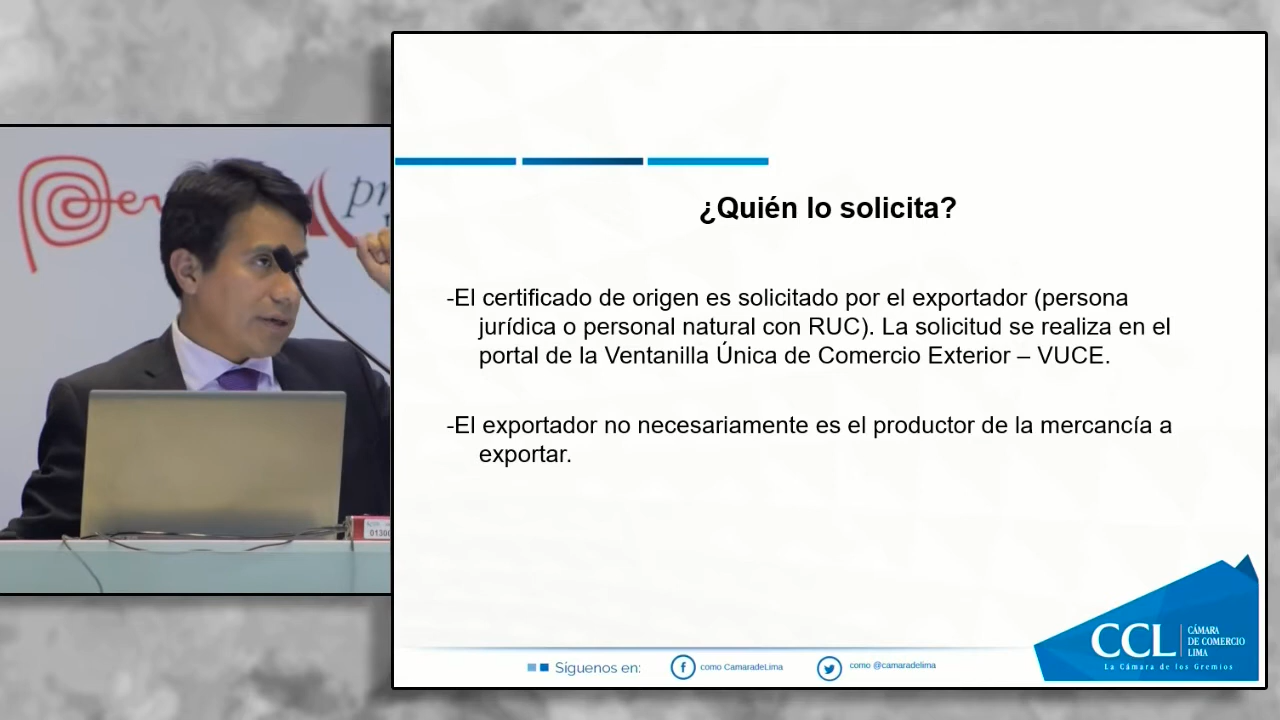 Perú
¿Quién lo solicita?
-El certificado de origen es solicitado por el exportador (persona
jurídica o personal natural con RUC). La solicitud se realiza en el
portal de la Ventanilla Única de Comercio Exterior – VUCE.
-El exportador no necesariamente es el productor de la mercancía a
exportar.
0130
Síguenos en:
como CamaradeLima
como @camaradelima
CCL
CÁMARA
DE COMERCIO
LIMA
La Cámara de los Gremios